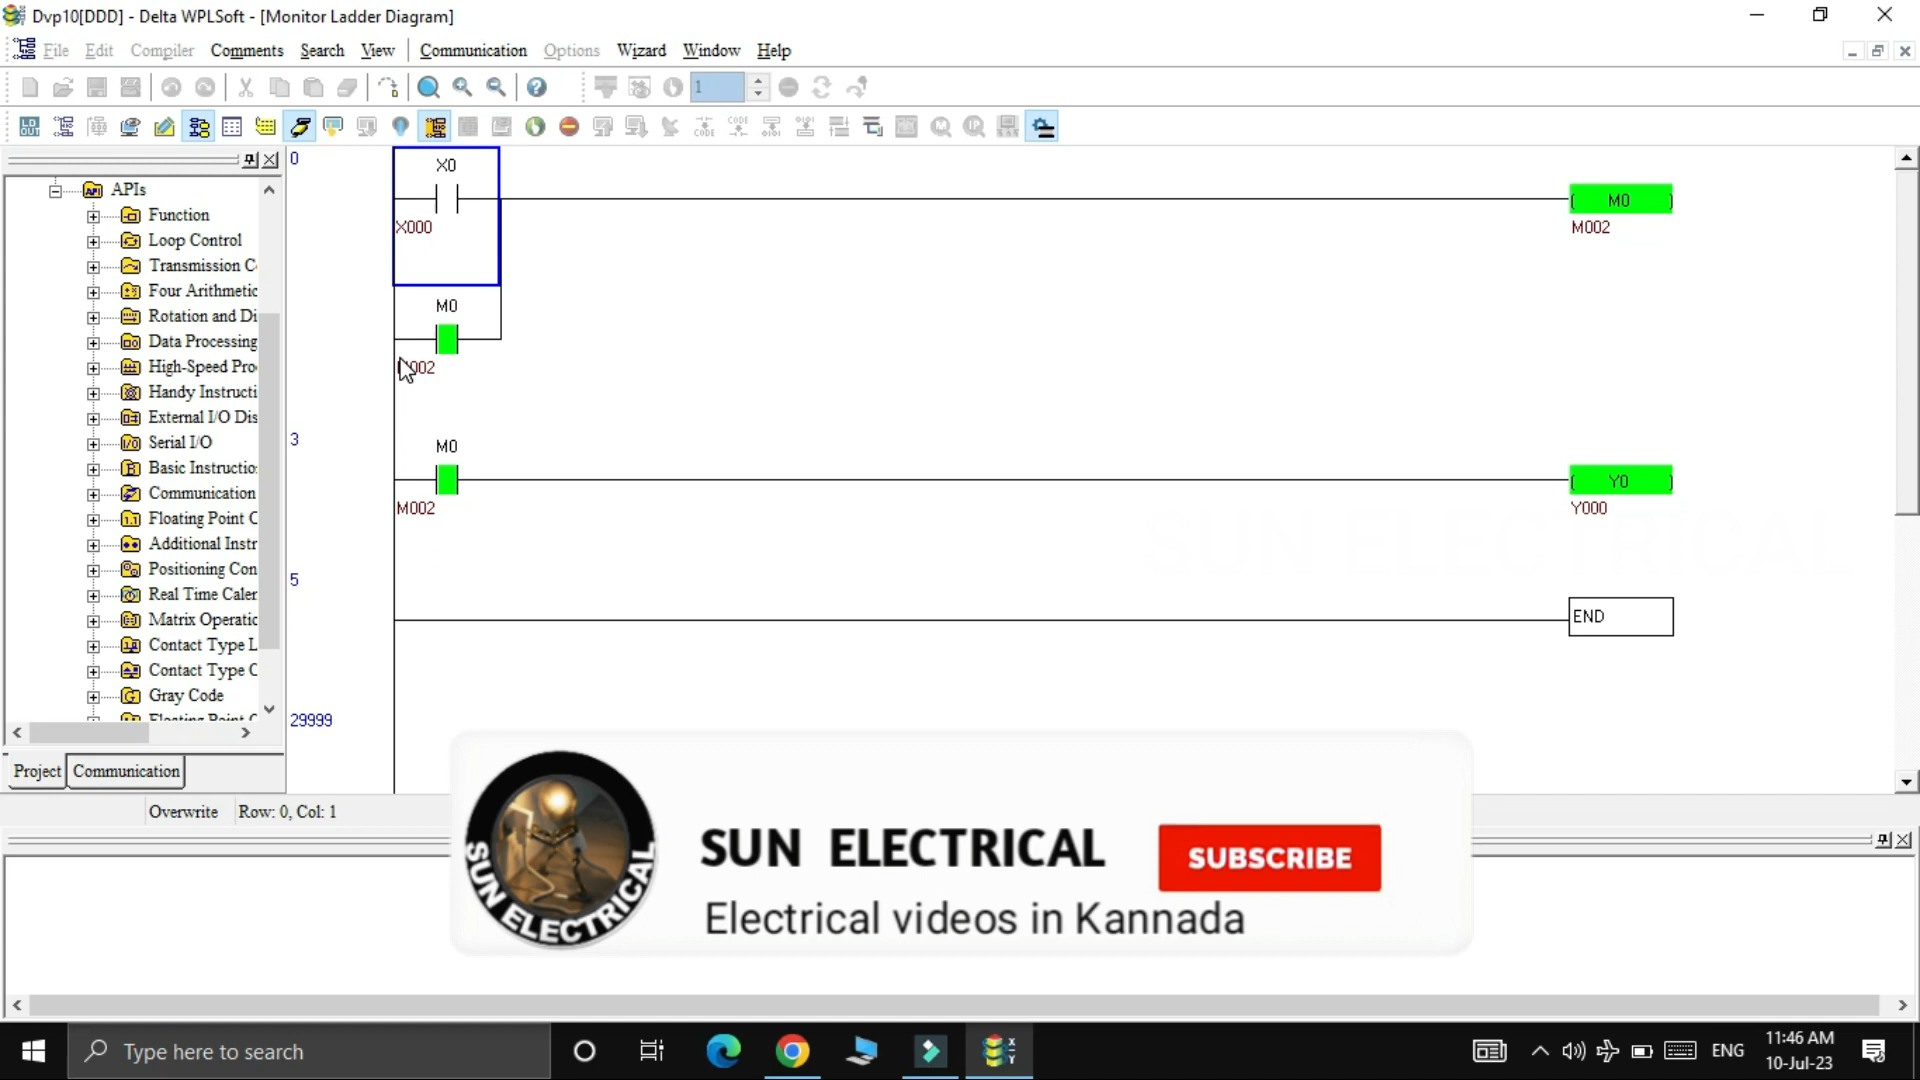 Dvp10[DDD] - Delta WPLSoft - [Monitor Ladder Diagram]
File Edit Compiler Comments Search View Communication Options Wizard Window Help
1
APIs
Function
Loop Control
Transmission C
Four Arithmetic
Rotation and Di
Data Processing
High-Speed Pro
Handy Instructi
External I/O Dis
Serial I/O
Basic Instructio
Communication
Floating Point C
Additional Instr
Positioning Con
Real Time Caler
Matrix Operatic
Contact Type L
Contact Type C
Gray Code
Floating Point C
Project Communication
0
X0
X000
M0
M002
M0
3
M0
M002
Y0
Y000
5
END
29999
Overwrite Row: 0, Col: 1
SUN ELECTRICAL
SUN ELECTRICAL
SUBSCRIBE
Electrical videos in Kannada
SUN ELECTRICAL
Type here to search
ENG
11:46 AM
10-Jul-23